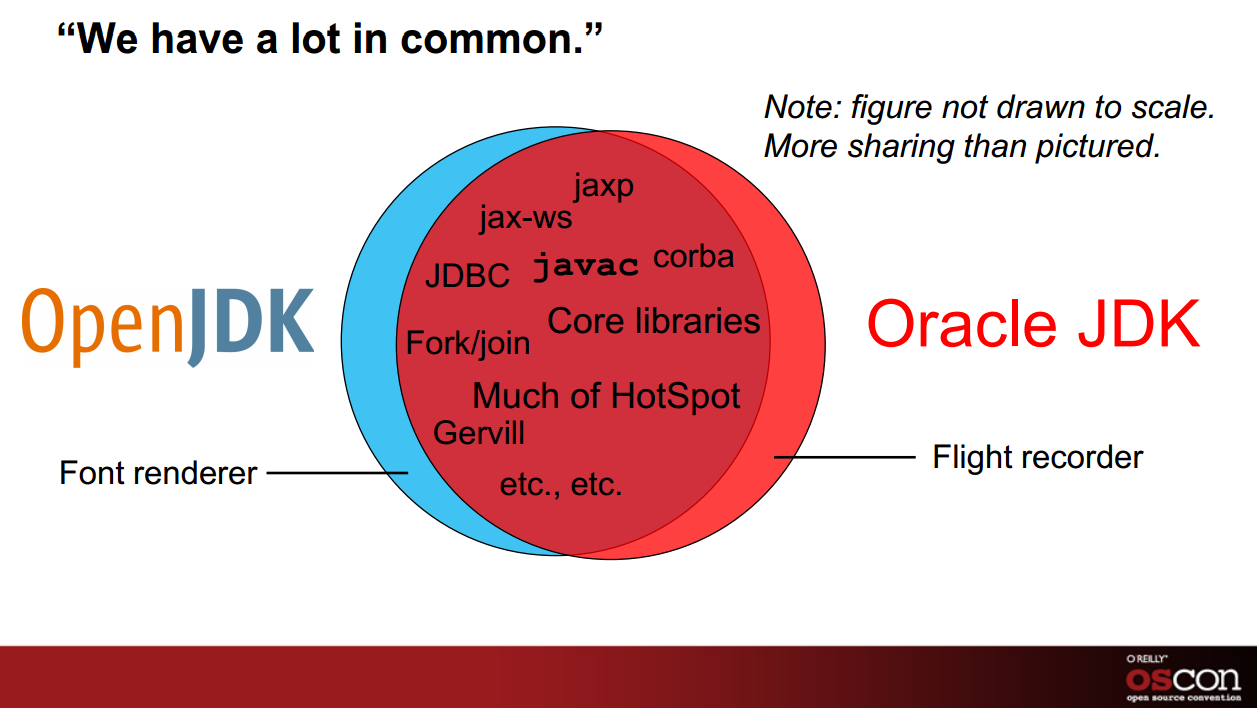 “We have a lot in common.”
Note: figure not drawn to scale.
More sharing than pictured.
jaxp
jax-ws
JDBC javac corba
OpenJDK
Core libraries
Oracle JDK
Fork/join
Much of HotSpot
Gervill
Font renderer
Flight recorder
etc., etc.
O'REILLY®
oscon
open source convention